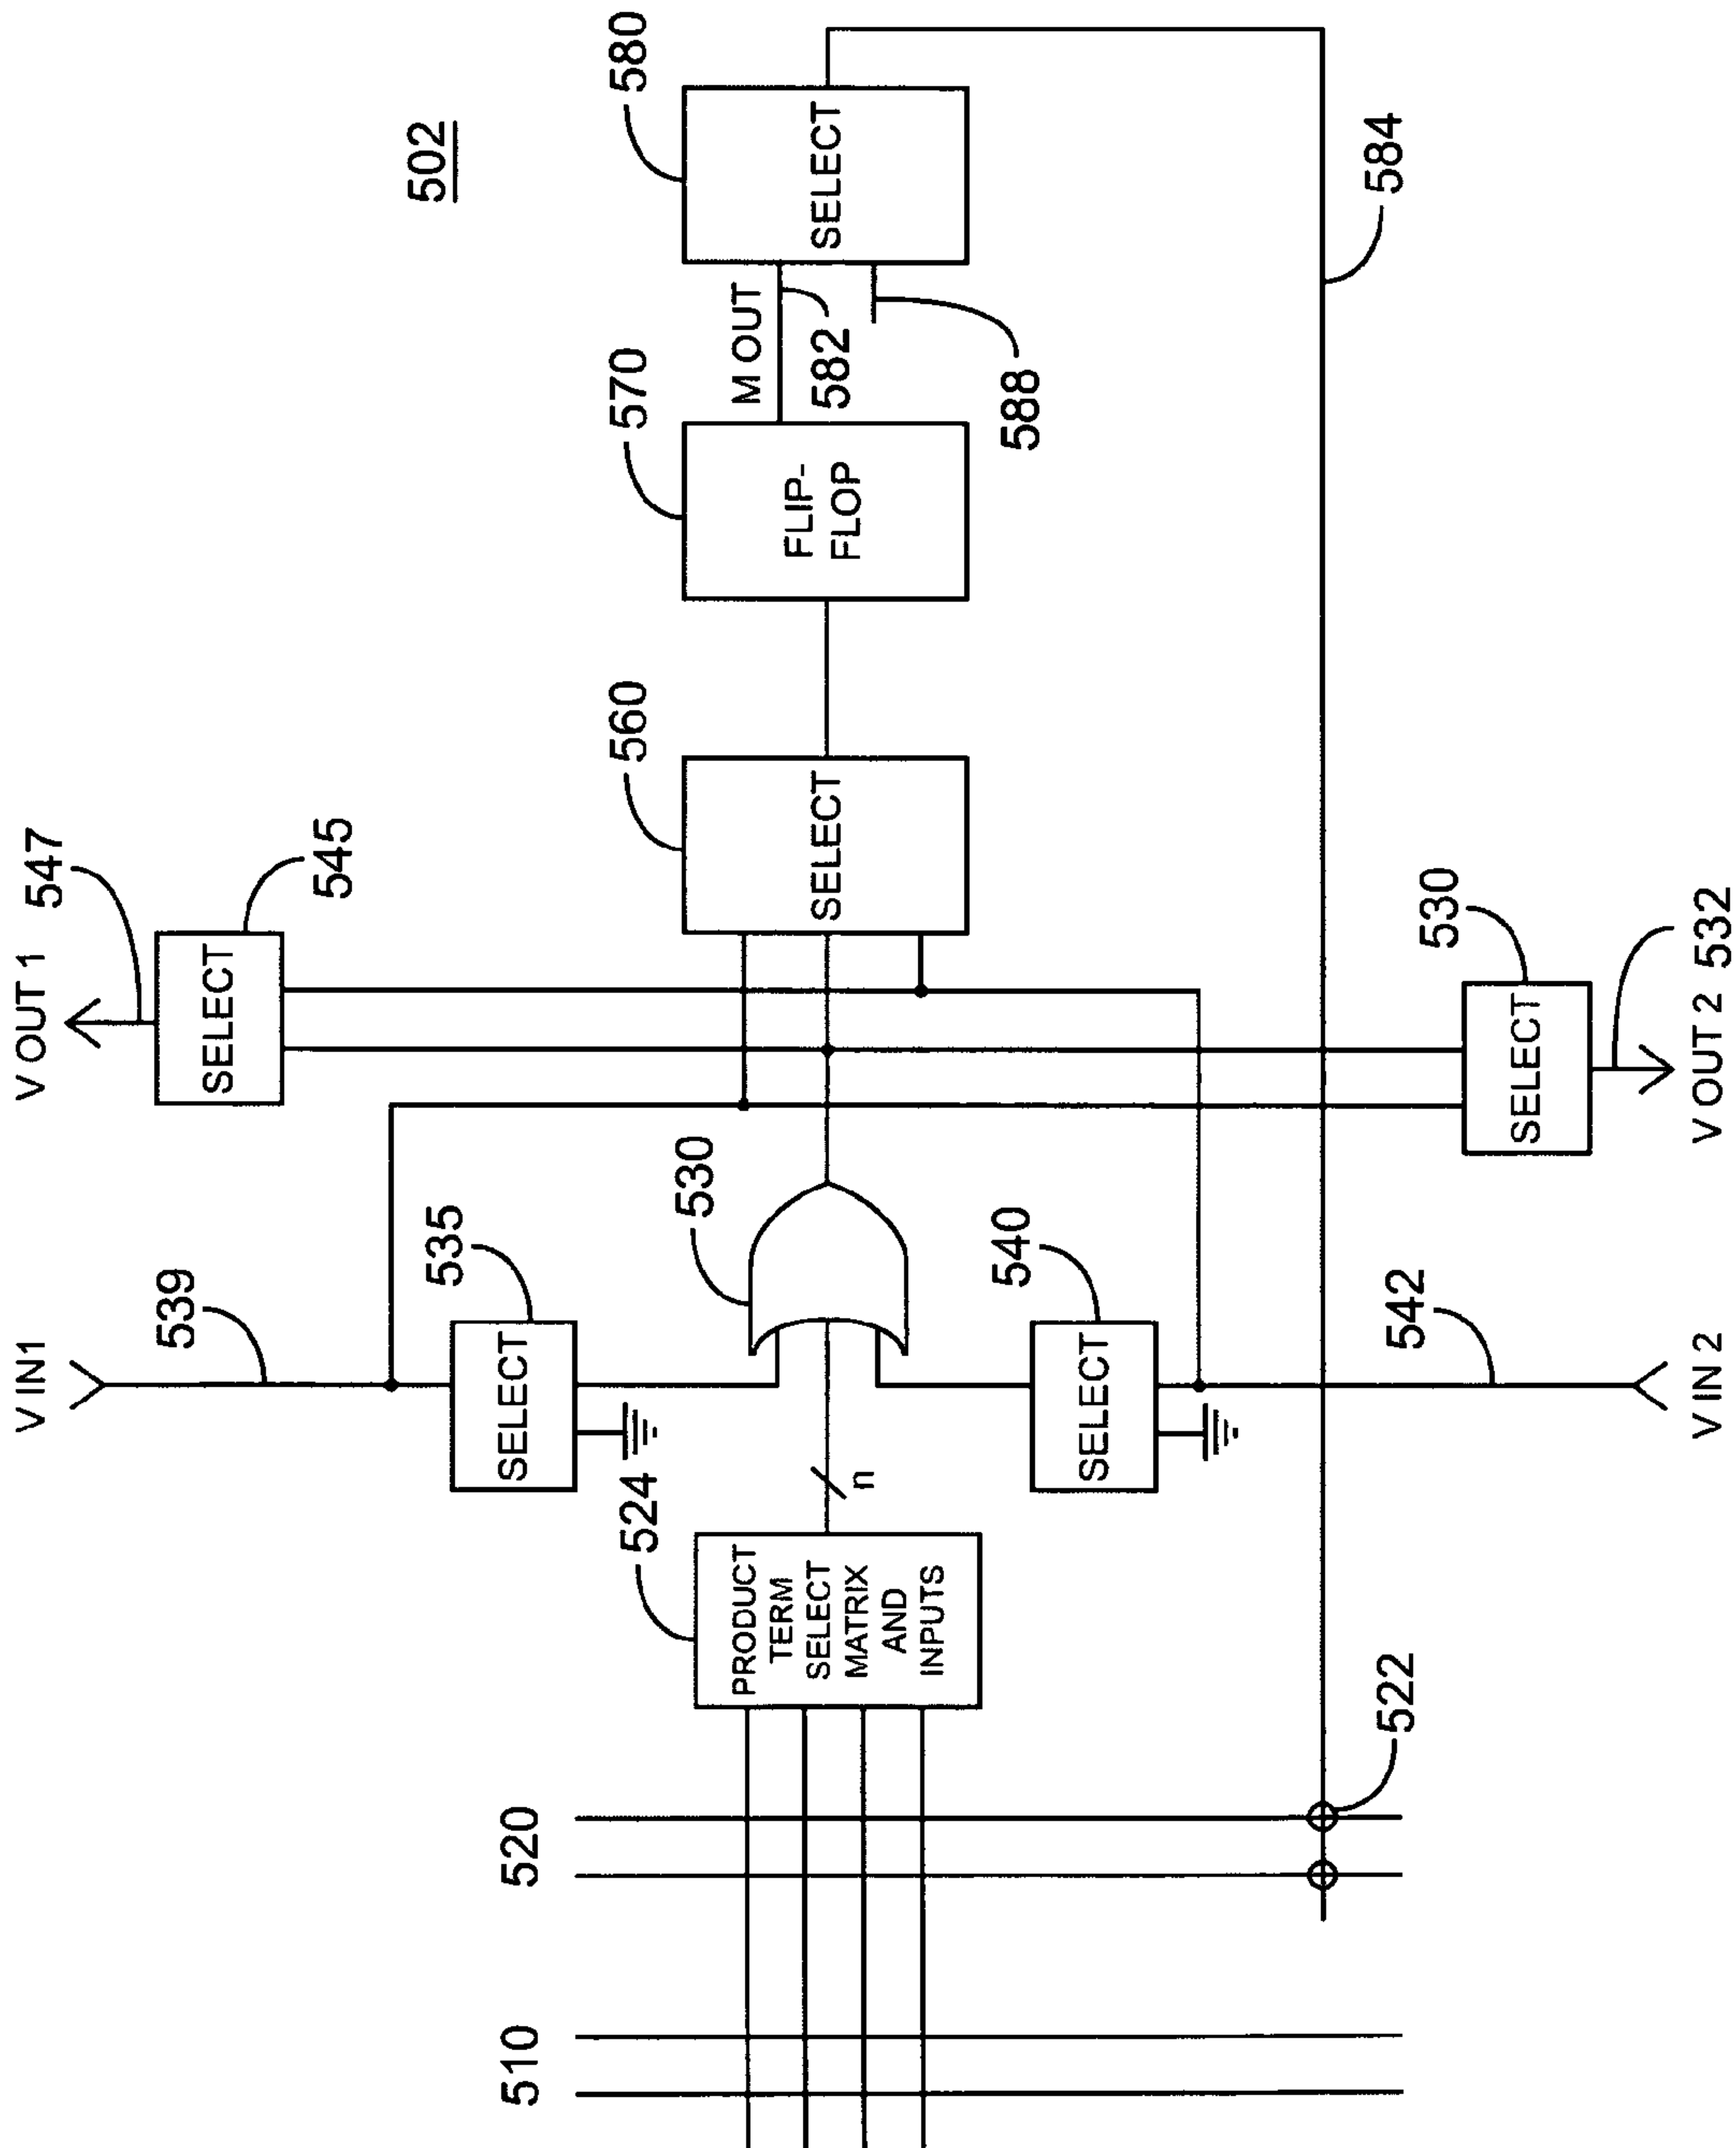 V IN1
V OUT 1 547
539
SELECT
545
502
535
SELECT
510
520
524
560
570
580
530
PRODUCT
TERM
SELECT
MATRIX
AND
INPUTS
n
SELECT
FLIP-
FLOP
M OUT
582
SELECT
540
588
SELECT
522
542
530
584
SELECT
V IN 2
V OUT 2 532